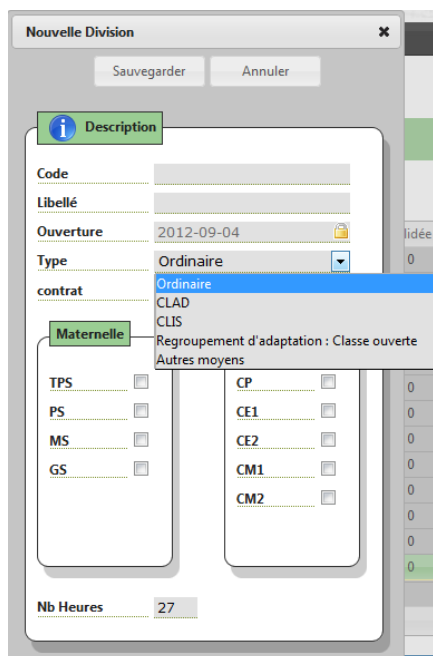 Nouvelle Division
Sauvegarder Annuler
Description
Code
Libellé
Ouverture 2012-09-04
Type Ordinaire
contrat
Ordinaire
CLAD
CLIS
Regroupement d'adaptation : Classe ouverte
Autres moyens
Maternelle
TPS
PS
MS
GS
CP
CE1
CE2
CM1
CM2
Nb Heures 27
lidée
0
0
0
0
0
0
0
0
0